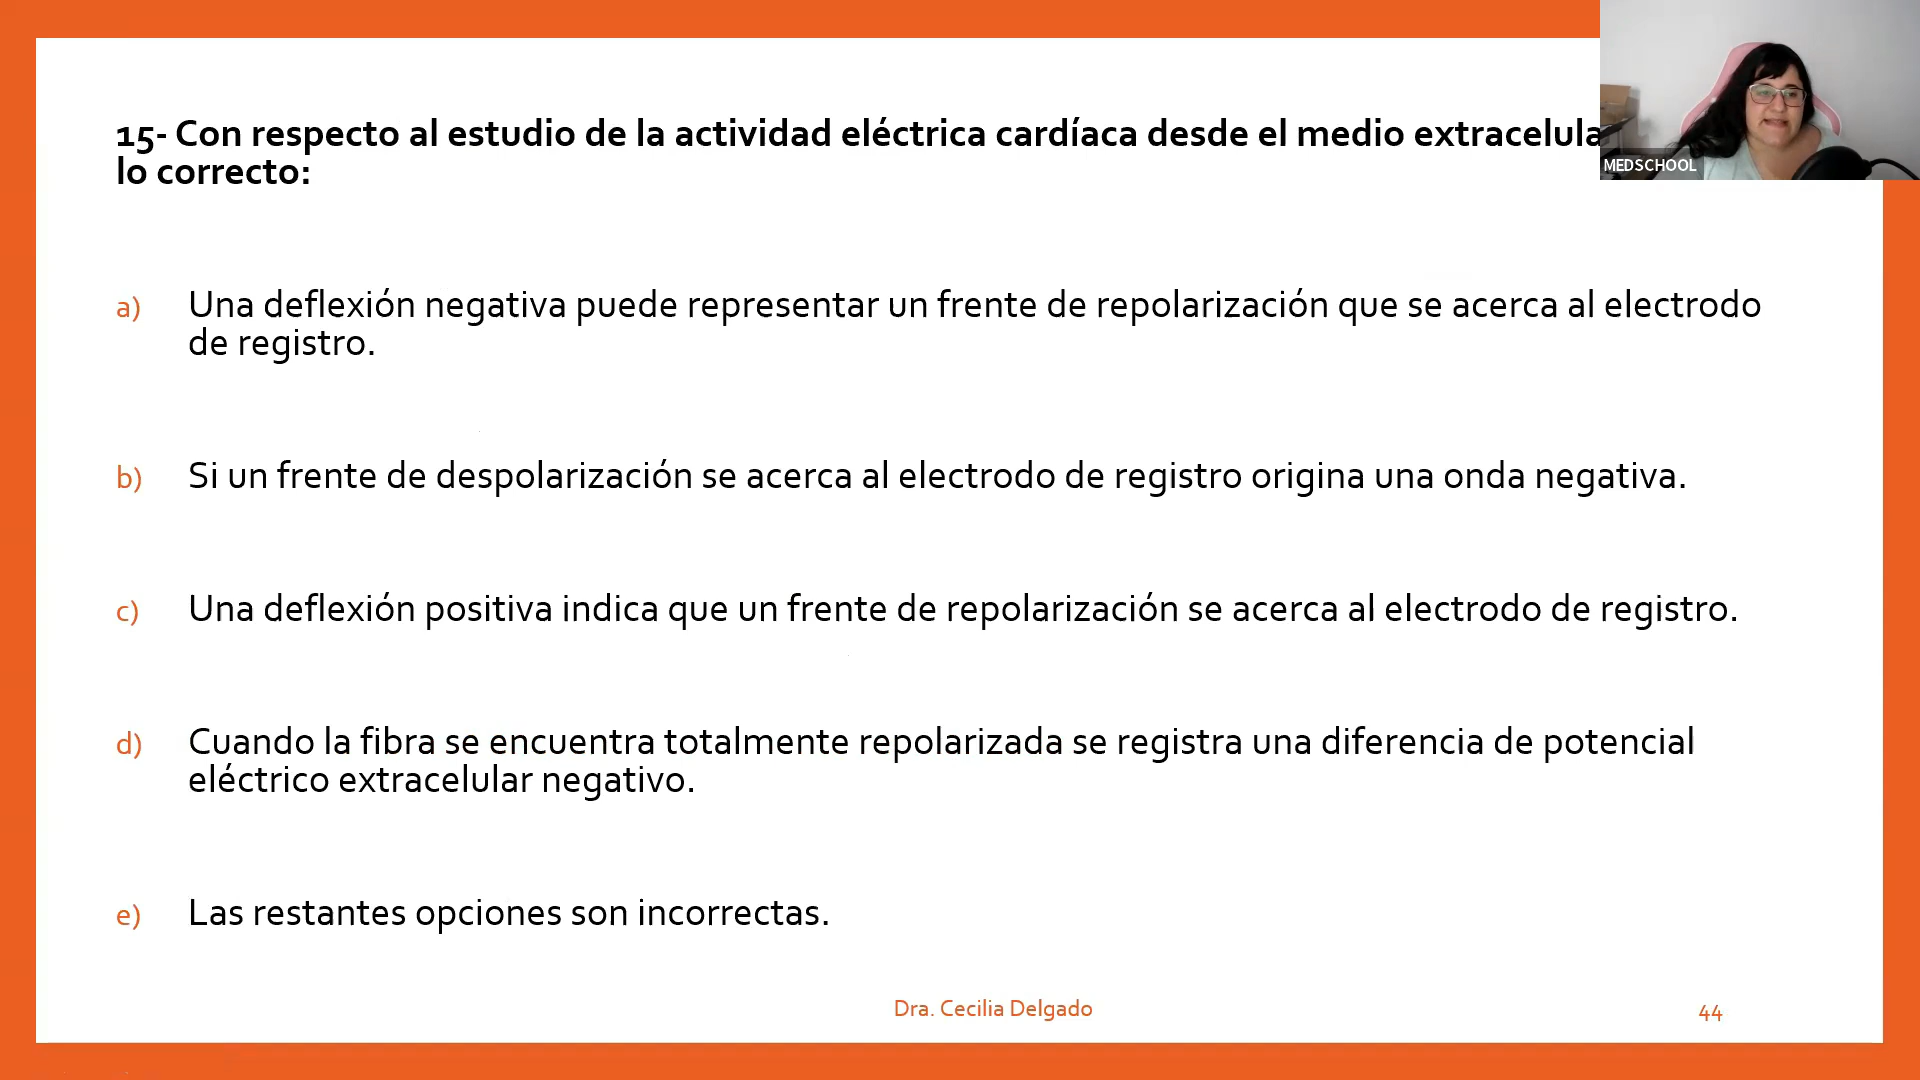 15- Con respecto al estudio de la actividad eléctrica cardíaca desde el medio extracelula
lo correcto:
MEDSCHOOL
a) Una deflexión negativa puede representar un frente de repolarización que se acerca al electrodo
de registro.
b) Si un frente de despolarización se acerca al electrodo de registro origina una onda negativa.
c) Una deflexión positiva indica que un frente de repolarización se acerca al electrodo de registro.
d) Cuando la fibra se encuentra totalmente repolarizada se registra una diferencia de potencial
eléctrico extracelular negativo.
e) Las restantes opciones son incorrectas.
Dra. Cecilia Delgado
44